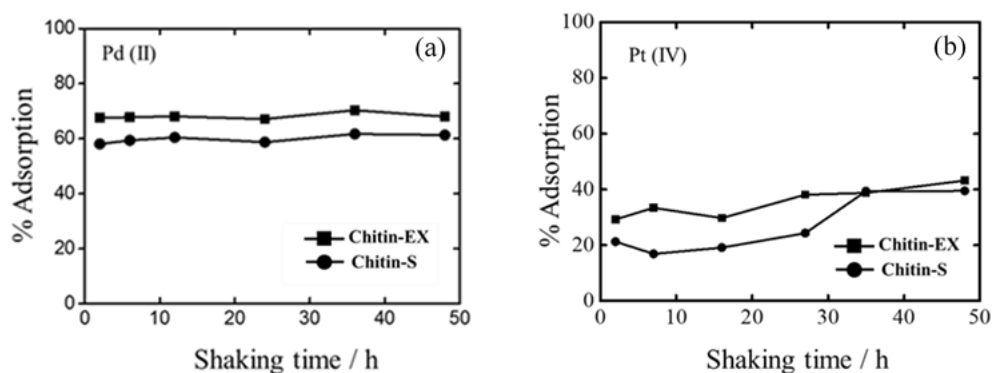 100
80
60
40
20
0
% Adsorption
Pd (II)
(a)
Chitin-EX
Chitin-S
0 10 20 30 40 50
Shaking time / h
100
80
60
40
20
0
% Adsorption
Pt (IV)
(b)
Chitin-EX
Chitin-S
0 10 20 30 40 50
Shaking time / h